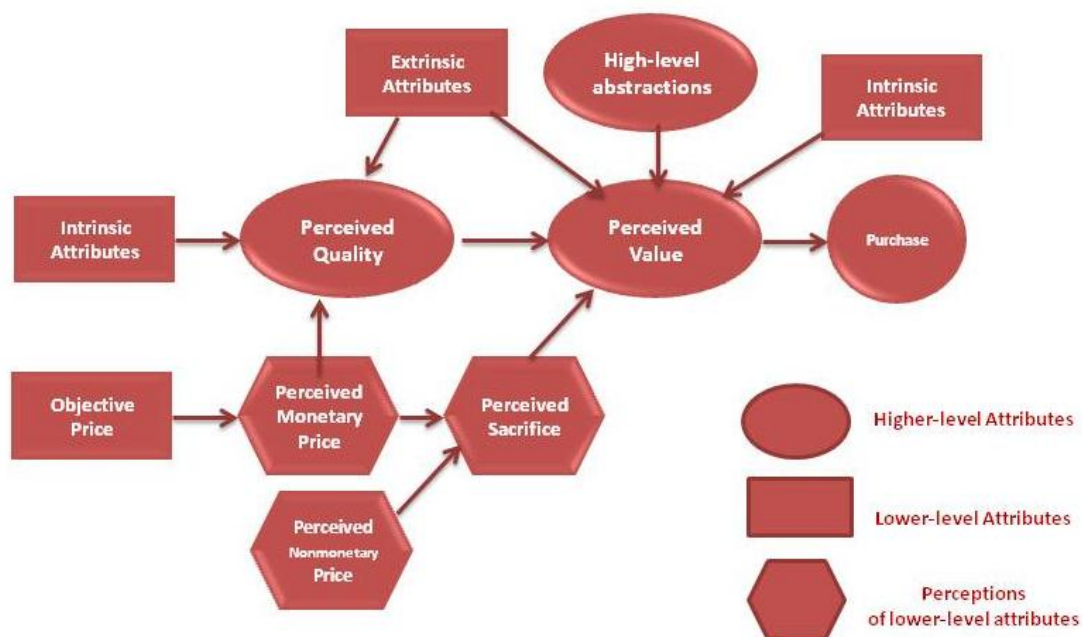 Extrinsic
Attributes
High-level
abstractions
Intrinsic
Attributes
Intrinsic
Attributes
Perceived
Quality
Perceived
Value
Purchase
Objective
Price
Perceived
Monetary
Price
Perceived
Sacrifice
Perceived
Nonmonetary
Price
Higher-level Attributes
Lower-level Attributes
Perceptions
of lower-level attributes